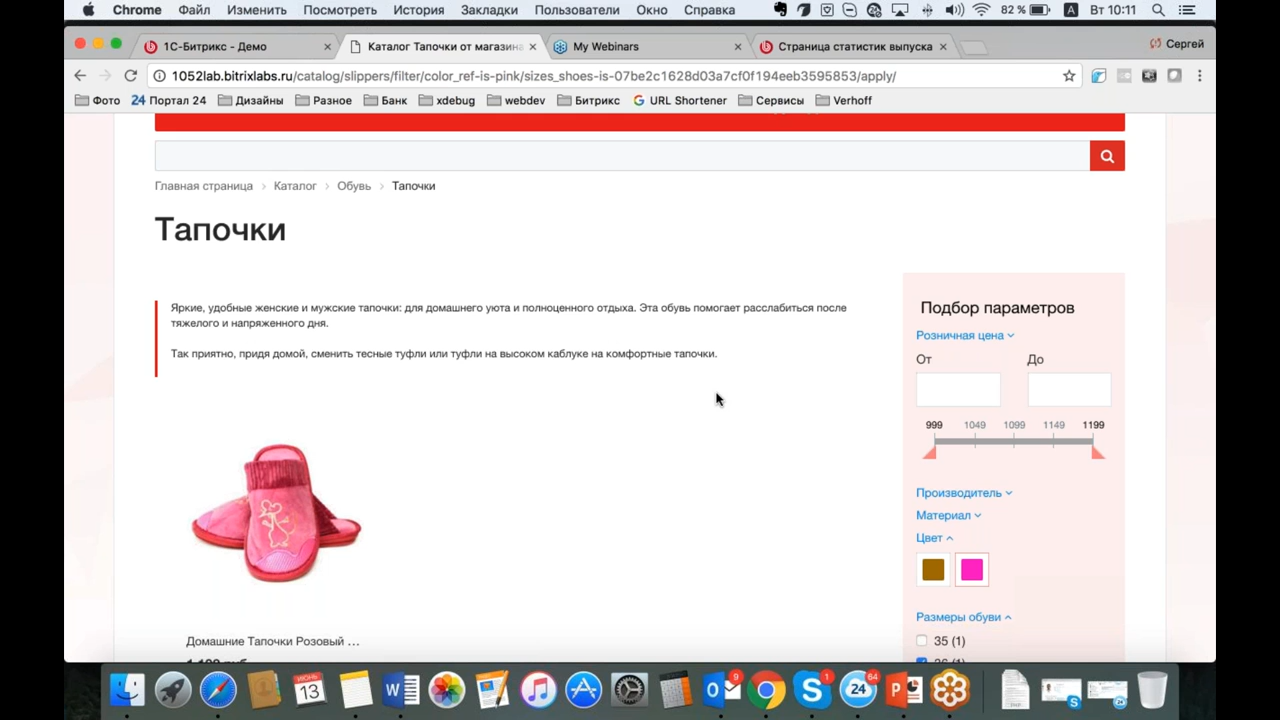 Chrome Файл Изменить Посмотреть История Закладки Пользователи Окно Справка 82 % A Вт 10:11
1С-Битрикс - Демо Каталог Тапочки от магазина My Webinars Страница статистик выпуска Сергей
1052lab.bitrixlabs.ru/catalog/slippers/filter/color_ref-is-pink/sizes_shoes-is-07be2c1628d03a7cf0f194eeb3595853/apply/
Фото 24 Портал 24 Дизайны Разное Банк xdebug webdev Битрикс URL Shortener Сервисы Verhoff
Главная страница Каталог Обувь Тапочки
Тапочки
Яркие, удобные женские и мужские тапочки: для домашнего уюта и полноценного отдыха. Эта обувь помогает расслабиться после
тяжелого и напряженного дня.
Так приятно, придя домой, сменить тесные туфли или туфли на высоком каблуке на комфортные тапочки.
Подбор параметров
Розничная цена
От До
999 1049 1099 1149 1199
Производитель
Материал
Цвет
Размеры обуви
35 (1)
Домашние Тапочки Розовый ...
ИЮНЬ
13
9
1
24
64